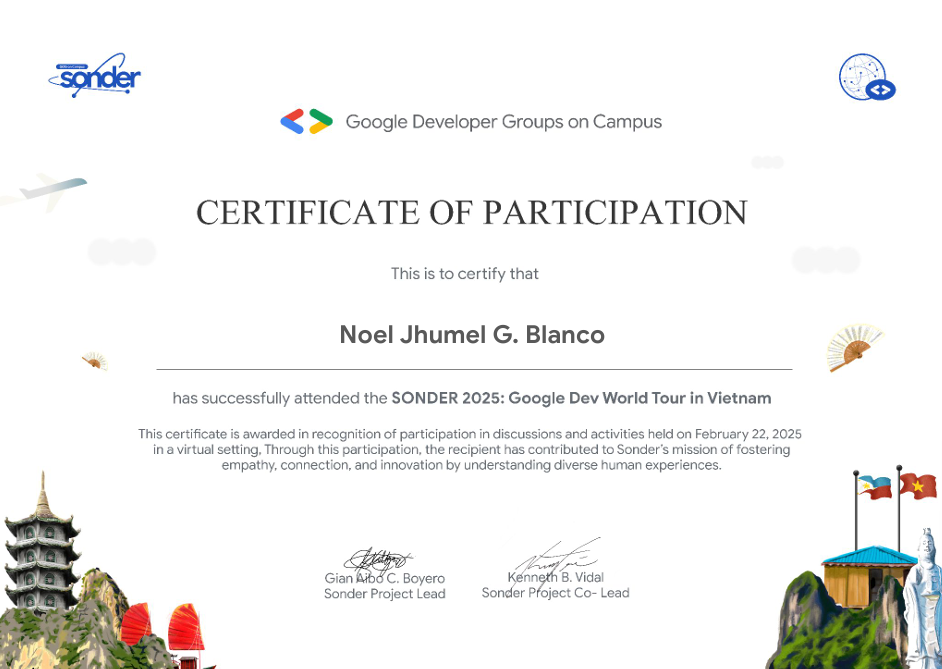 sonder
Google Developer Groups on Campus
CERTIFICATE OF PARTICIPATION
This is to certify that
Noel Jhumel G. Blanco
has successfully attended the SONDER 2025: Google Dev World Tour in Vietnam
This certificate is awarded in recognition of participation in discussions and activities held on February 22, 2025
in a virtual setting, Through this participation, the recipient has contributed to Sonder's mission of fostering
empathy, connection, and innovation by understanding diverse human experiences.
Gian Aibo C. Boyero
Sonder Project Lead
Kenneth B. Vidal
Sonder Project Co- Lead